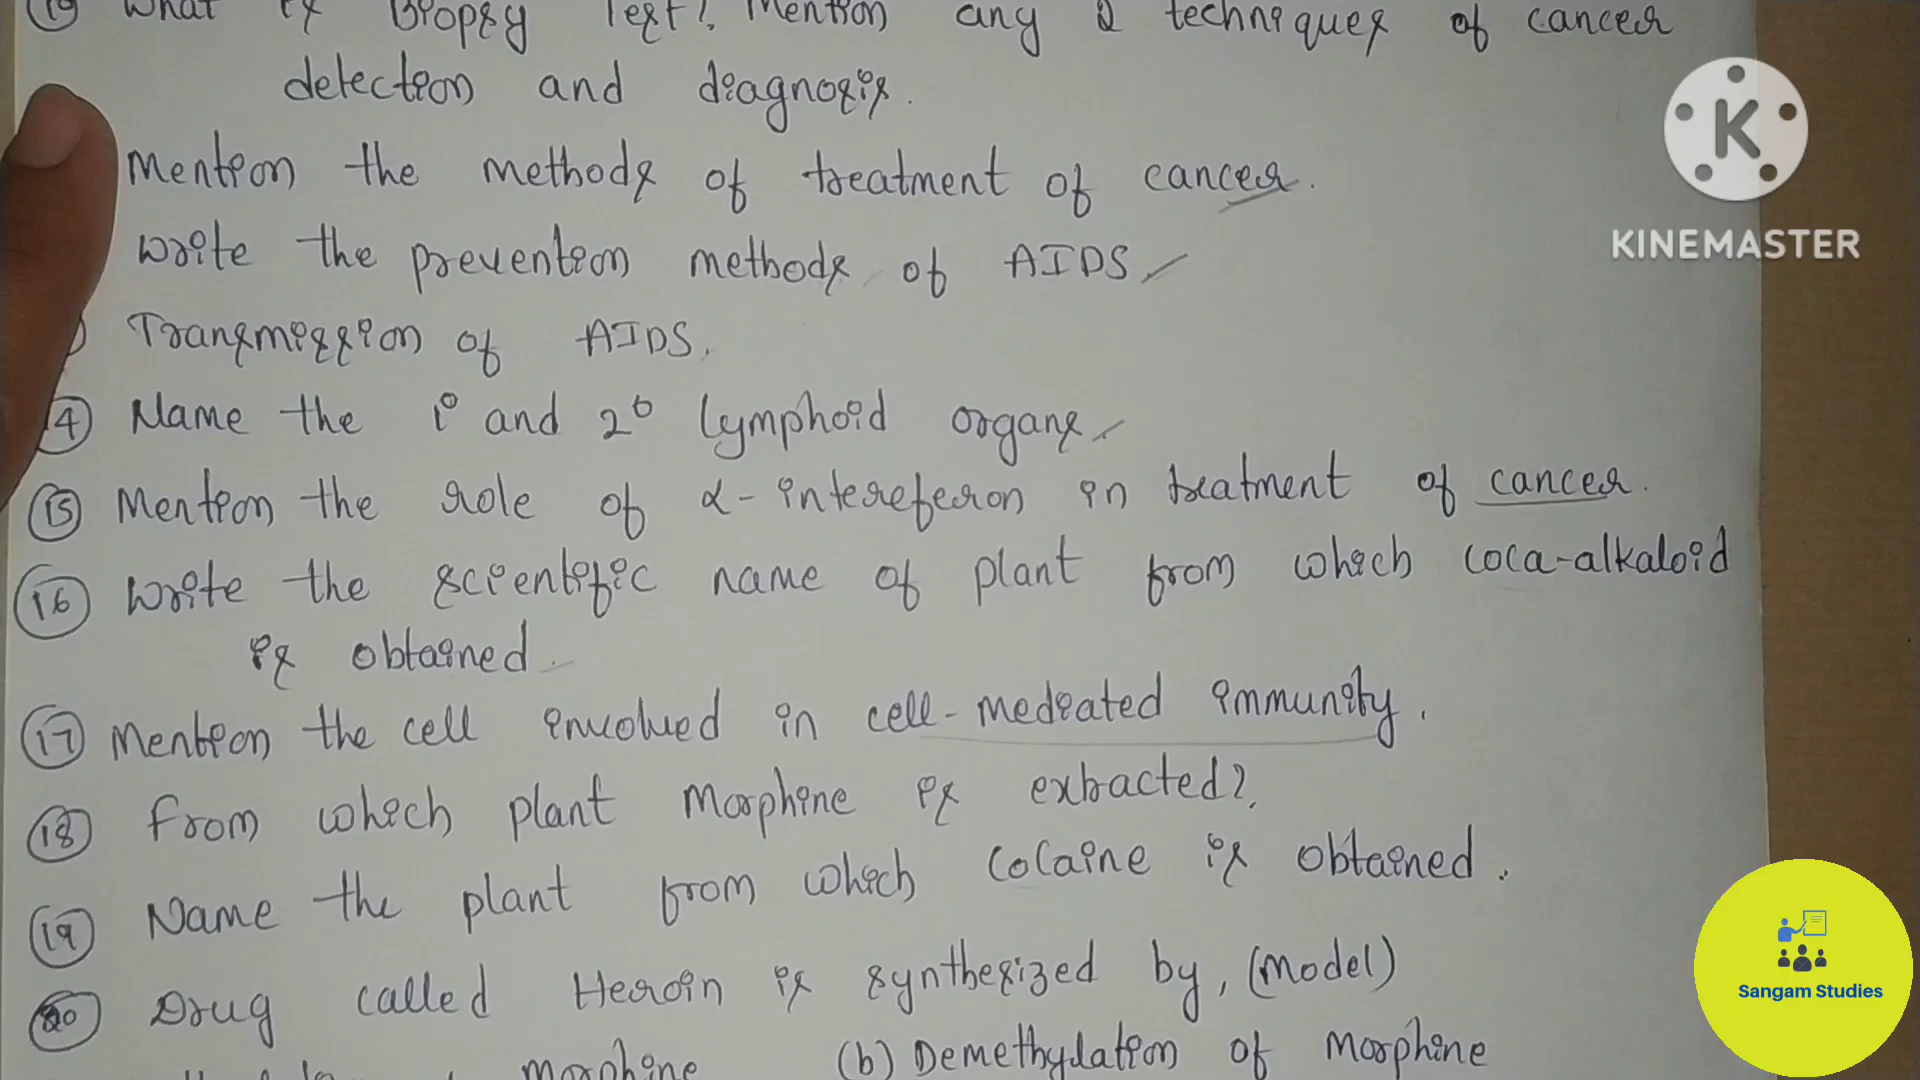 (10) What is Biopsy Test? Mention any 2 techniques of cancer
detection and diagnosis.
Mention the methods of treatment of cancer.
Write the prevention methods of AIDS
) Transmission of AIDS.
14) Name the 1° and 2° lymphoid organs
(15) Mention the role of α-intereferon in treatment of cancer.
(16) Write the scientific name of plant from which coca-alkaloid
is obtained.
(17) Mention the cell involved in cell-mediated immunity.
(18) From which plant Morphine is extracted?
(19) Name the plant from which Cocaine is obtained.
(20) Drug called Heroin is synthesized by, (Model)
morphine (b) Demethylation of Morphine
K
KINEMASTER
Sangam Studies